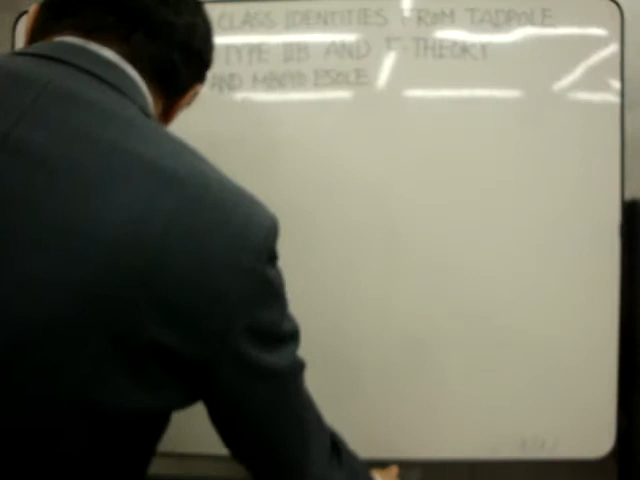 CLASS IDENTITIES FROM TADPOLE
TYPE IIB AND F-THEORY
AND